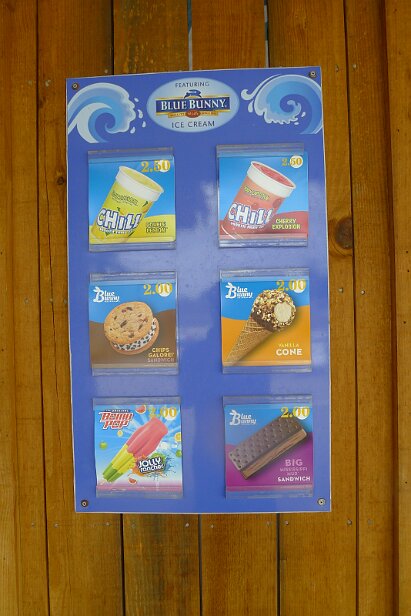 FEATURING
BLUE BUNNY
ICE CREAM
2.50
CHILL
2.50
CHILL
CHERRY
EXPLOSION
Blue
Bunny
2.00
CHIPS
GALORE!
SANDWICH
Blue
Bunny
2.00
VANILLA
CONE
BOMB
POP
2.00
JOLLY
RANCHER
Blue
Bunny
2.00
BIG
MISSISSIPPI
MUD
SANDWICH